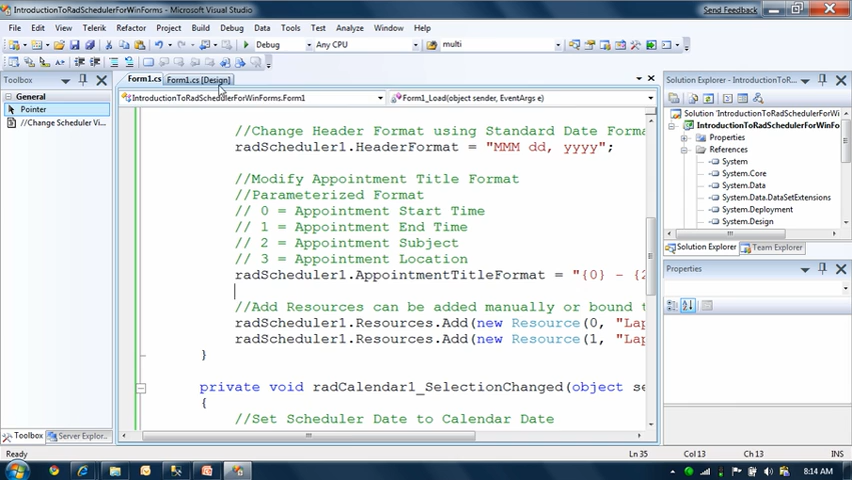 IntroductionToRadSchedulerForWinForms - Microsoft Visual Studio
Send Feedback
File Edit View Telerik Refactor Project Build Debug Data Tools Test Analyze Window Help
Debug Any CPU multi
Toolbox
General
Pointer
//Change Scheduler Vi...
Toolbox Server Explor...
Form1.cs Form1.cs [Design]
IntroductionToRadSchedulerForWinForms.Form1
Form1_Load(object sender, EventArgs e)
//Change Header Format using Standard Date Forma
radScheduler1.HeaderFormat = "MMM dd, yyyy";
//Modify Appointment Title Format
//Parameterized Format
// 0 = Appointment Start Time
// 1 = Appointment End Time
// 2 = Appointment Subject
// 3 = Appointment Location
radScheduler1.AppointmentTitleFormat = "{0} - {2
//Add Resources can be added manually or bound t
radScheduler1.Resources.Add(new Resource(0, "Lap
radScheduler1.Resources.Add(new Resource(1, "Lap
}
private void radCalendar1_SelectionChanged(object se
{
//Set Scheduler Date to Calendar Date
Solution Explorer - IntroductionTo...
Solution 'IntroductionToRadSchedulerFor
IntroductionToRadSchedulerForWinFo
Properties
References
System
System.Core
System.Data
System.Data.DataSetExtensions
System.Deployment
System.Design
Solution Explorer Team Explorer
Properties
Ready
Ln 35 Col 13 Ch 13
8:14 AM